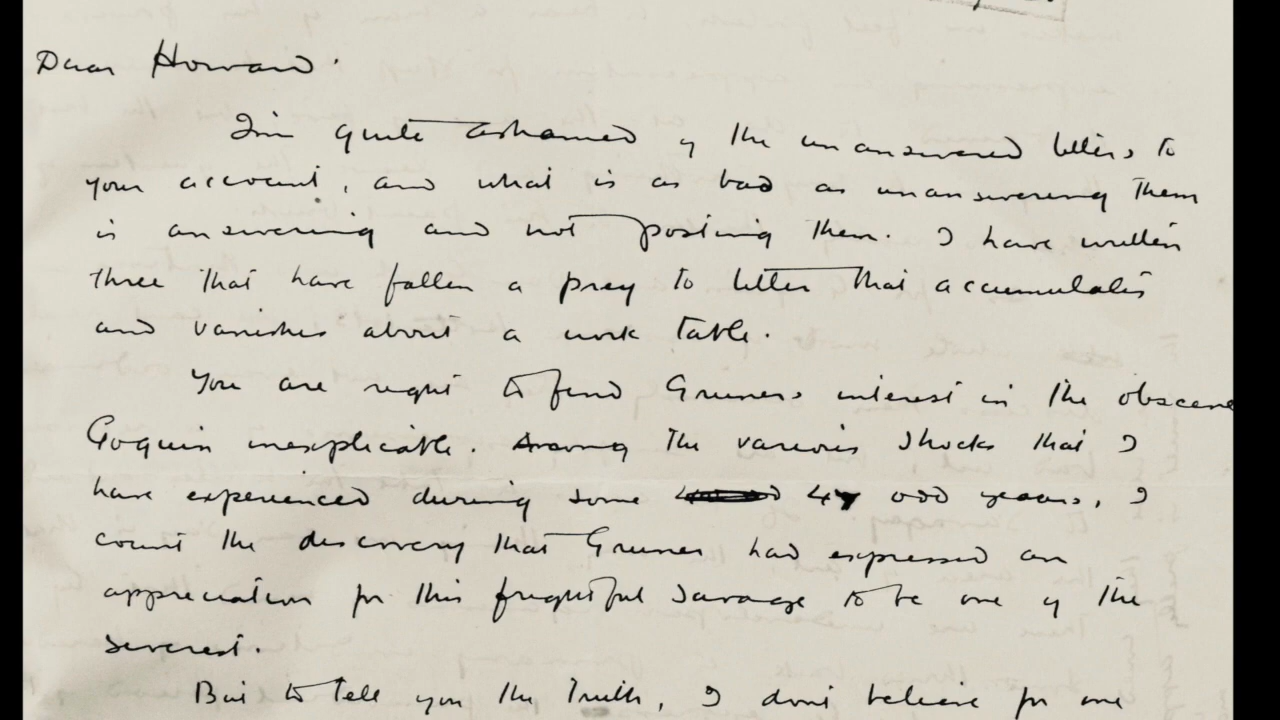 Dear Howard.
I'm quite ashamed of the unanswered letters to
your account, and what is as bad as unanswering them
is answering and not posting them. I have written
three that have fallen a prey to litter that accumulates
and vanishes about a work table.
You are right to find Gruners interest in the obscene
Goguin inexplicable. Among the various shocks that I
have experienced during some 47 odd years, I
count the discovery that Gruner had expressed an
appreciation for this frightful savage to be one of the
severest.
But to tell you the truth, I dont believe for one